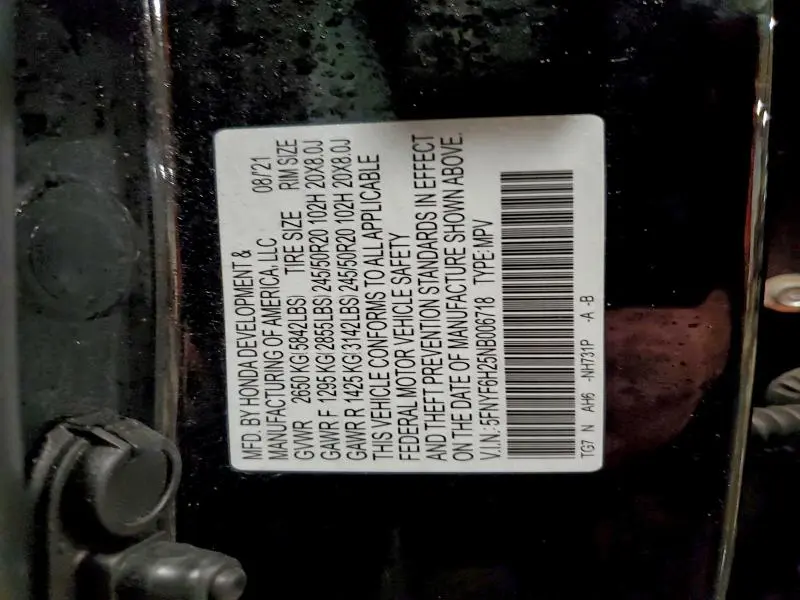 MFD. BY HONDA DEVELOPMENT &
MANUFACTURING OF AMERICA, LLC 08/21
GVWR 2660 KG(5842LBS) TIRE SIZE RIM SIZE
GAWR F 1295 KG(2855LBS) 245/50R20 102H 20X8.0J
GAWR R 1425 KG(3142LBS) 245/50R20 102H 20X8.0J
THIS VEHICLE CONFORMS TO ALL APPLICABLE
FEDERAL MOTOR VEHICLE SAFETY
AND THEFT PREVENTION STANDARDS IN EFFECT
ON THE DATE OF MANUFACTURE SHOWN ABOVE.
V.I.N.: 5FNYF6H25NB006718 TYPE: MPV
TG7 N AH6 -NH731P -A -B